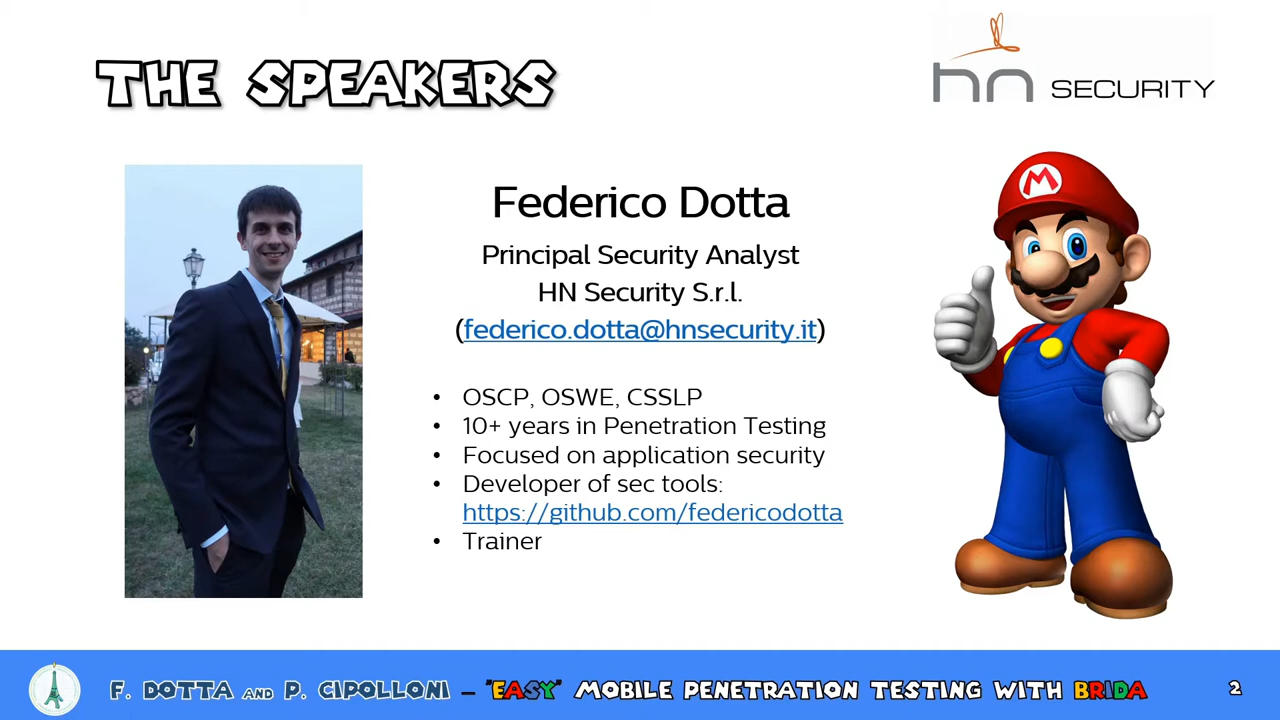 THE SPEAKERS
hn SECURITY
Federico Dotta
Principal Security Analyst
HN Security S.r.l.
(federico.dotta@hnsecurity.it)
• OSCP, OSWE, CSSLP
• 10+ years in Penetration Testing
• Focused on application security
• Developer of sec tools:
https://github.com/federicodotta
• Trainer
M
F. DOTTA AND P. CIPOLLONI – "EASY" MOBILE PENETRATION TESTING WITH BRIDA
2